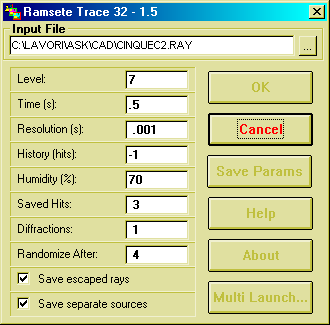 Ramsete Trace 32 - 1.5
Input File
C:\LAVORI\ASK\CAD\CINQUEC2.RAY ...
Level: 7 OK
Time (s): .5
Resolution (s): .001 Cancel
History (hits): -1
Humidity (%): 70 Save Params
Saved Hits: 3
Diffractions: 1 Help
Randomize After: 4 About
Save escaped rays
Save separate sources Multi Launch...